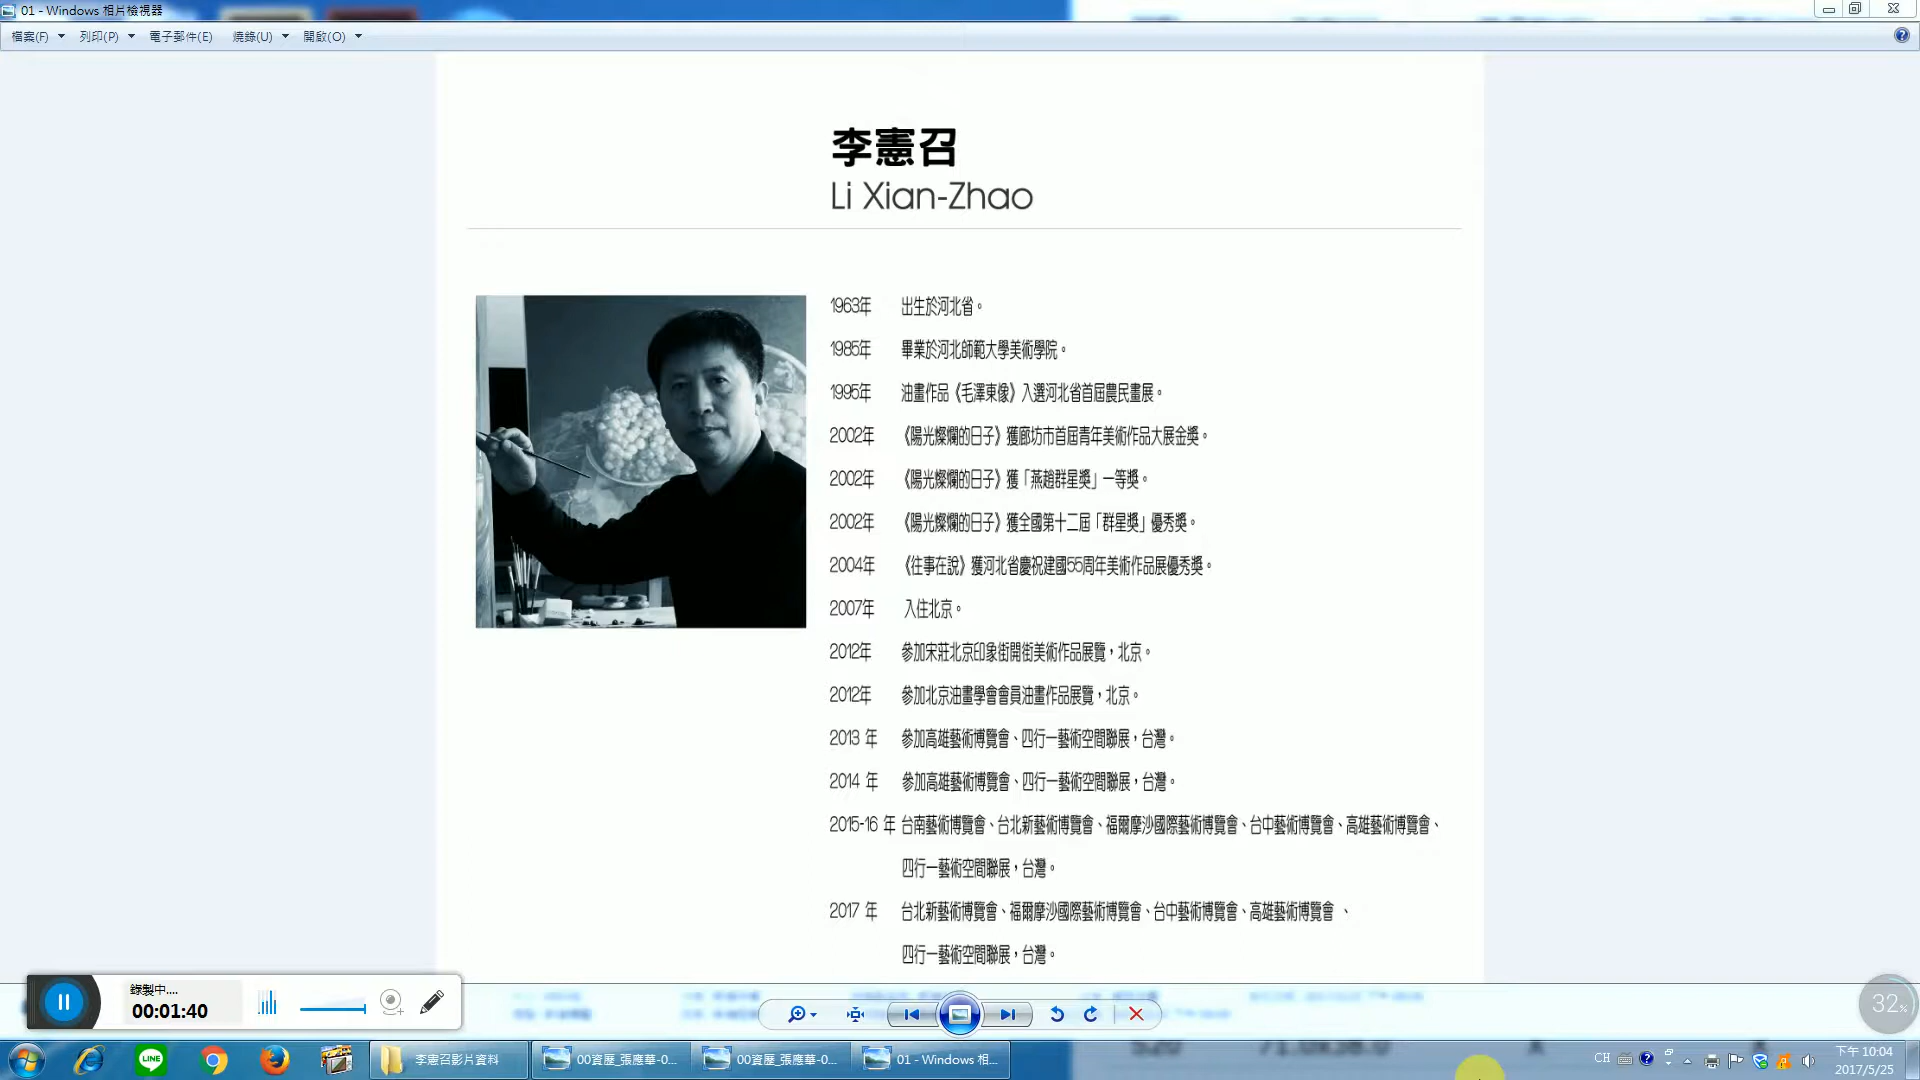 01 - Windows 相片檢視器
檔案(F) 列印(P) 電子郵件(E) 燒錄(U) 開啟(O)
李憲召
Li Xian-Zhao
1963年 出生於河北省。
1985年 畢業於河北師範大學美術學院。
1995年 油畫作品《毛澤東像》入選河北省首屆農民畫展。
2002年 《陽光燦爛的日子》獲廊坊市首屆青年美術作品大展金獎。
2002年 《陽光燦爛的日子》獲「燕趙群星獎」一等獎。
2002年 《陽光燦爛的日子》獲全國第十二屆「群星獎」優秀獎。
2004年 《往事在說》獲河北省慶祝建國55周年美術作品展優秀獎。
2007年 入住北京。
2012年 參加宋莊北京印象街開街美術作品展覽，北京。
2012年 參加北京油畫學會會員油畫作品展覽，北京。
2013 年 參加高雄藝術博覽會、四行一藝術空間聯展，台灣。
2014 年 參加高雄藝術博覽會、四行一藝術空間聯展，台灣。
2015-16 年 台南藝術博覽會、台北新藝術博覽會、福爾摩沙國際藝術博覽會、台中藝術博覽會、高雄藝術博覽會、
四行一藝術空間聯展，台灣。
2017 年 台北新藝術博覽會、福爾摩沙國際藝術博覽會、台中藝術博覽會、高雄藝術博覽會 、
四行一藝術空間聯展，台灣。
錄製中....
00:01:40
32%
LINE
李憲召影片資料
00資歷_張應華-0...
00資歷_張應華-0...
01 - Windows 相...
CH
下午 10:04
2017/5/25